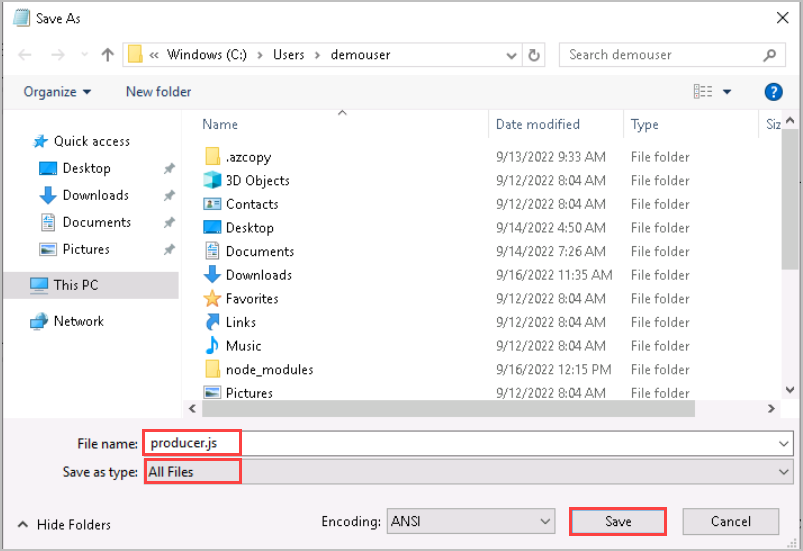 Save As
« Windows (C:) › Users › demouser
Search demouser
Organize
New folder
?
Name Date modified Type Siz
Quick access
Desktop
Downloads
Documents
Pictures
This PC
Network
.azcopy 9/13/2022 9:33 AM File folder
3D Objects 9/12/2022 8:04 AM File folder
Contacts 9/12/2022 8:04 AM File folder
Desktop 9/14/2022 4:50 AM File folder
Documents 9/14/2022 7:26 AM File folder
Downloads 9/16/2022 11:35 AM File folder
Favorites 9/12/2022 8:04 AM File folder
Links 9/12/2022 8:04 AM File folder
Music 9/12/2022 8:04 AM File folder
node_modules 9/16/2022 12:15 PM File folder
Pictures 9/12/2022 8:04 AM File folder
File name: producer.js
Save as type: All Files
Hide Folders
Encoding: ANSI
Save
Cancel